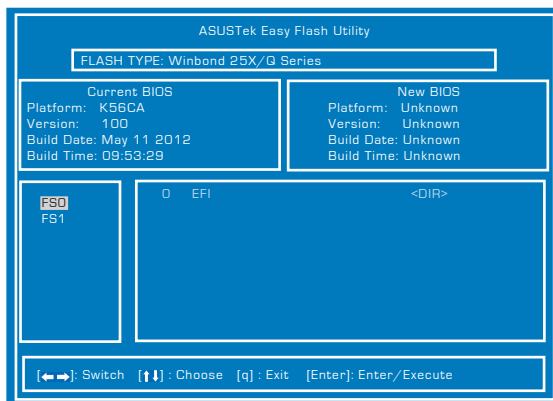 ASUSTek Easy Flash Utility
FLASH TYPE: Winbond 25X/Q Series
Current BIOS
Platform: K56CA
Version: 100
Build Date: May 11 2012
Build Time: 09:53:29
New BIOS
Platform: Unknown
Version: Unknown
Build Date: Unknown
Build Time: Unknown
FS0
FS1
0 EFI <DIR>
[←→]: Switch [↑↓] : Choose [q] : Exit [Enter]: Enter/Execute